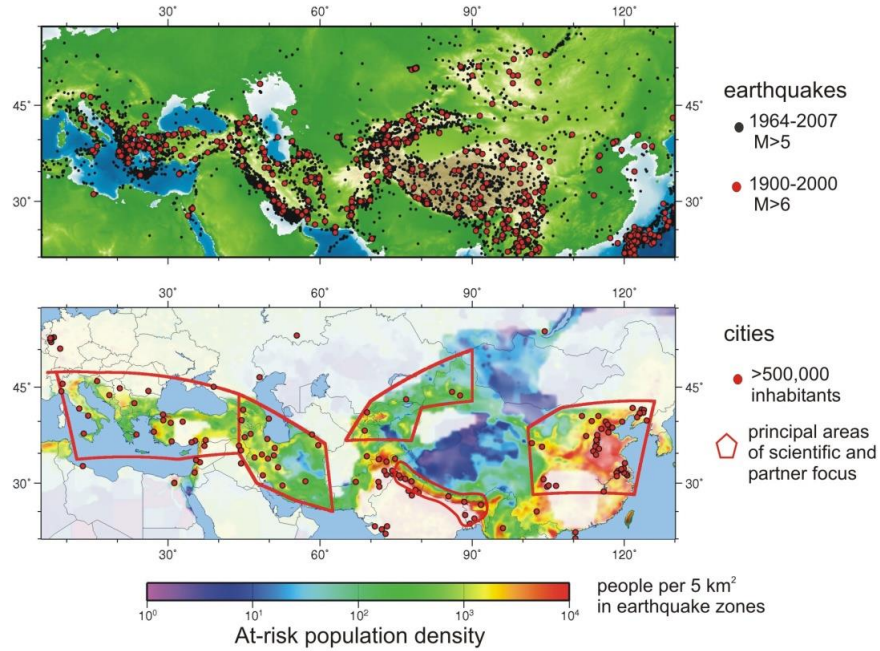 30° 60° 90° 120°
45° 45°
30° 30°
30° 60° 90° 120°
earthquakes
1964-2007
M>5
1900-2000
M>6
45° 45°
30° 30°
30° 60° 90° 120°
cities
>500,000
inhabitants
principal areas
of scientific and
partner focus
10⁰ 10¹ 10² 10³ 10⁴
people per 5 km²
in earthquake zones
At-risk population density